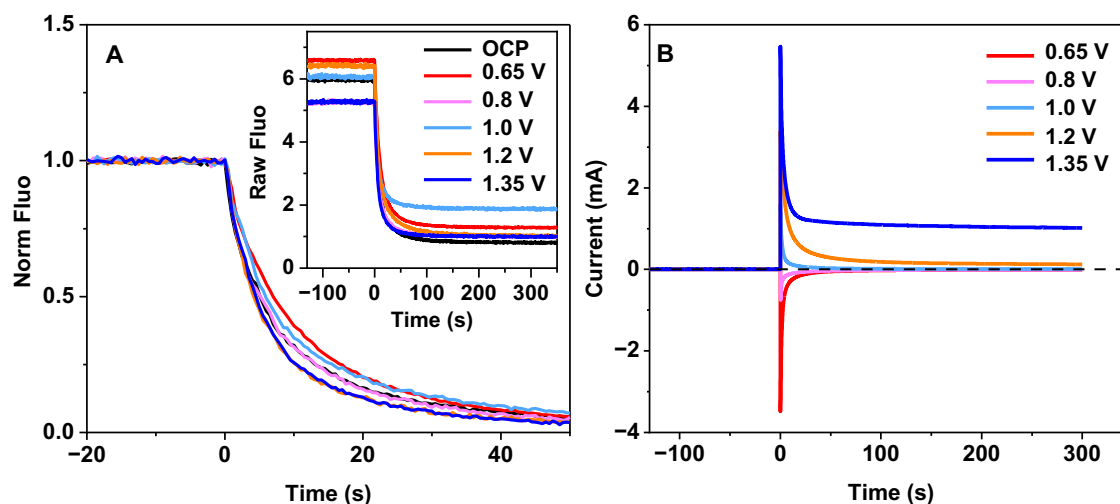 A
Norm Fluo
1.5
1.0
0.5
0.0
−20
0
20
40
Time (s)
Raw Fluo
6
4
2
0
−100
0
100
200
300
Time (s)
OCP
0.65 V
0.8 V
1.0 V
1.2 V
1.35 V
B
Current (mA)
6
4
2
0
−2
−4
−100
0
100
200
300
Time (s)
0.65 V
0.8 V
1.0 V
1.2 V
1.35 V